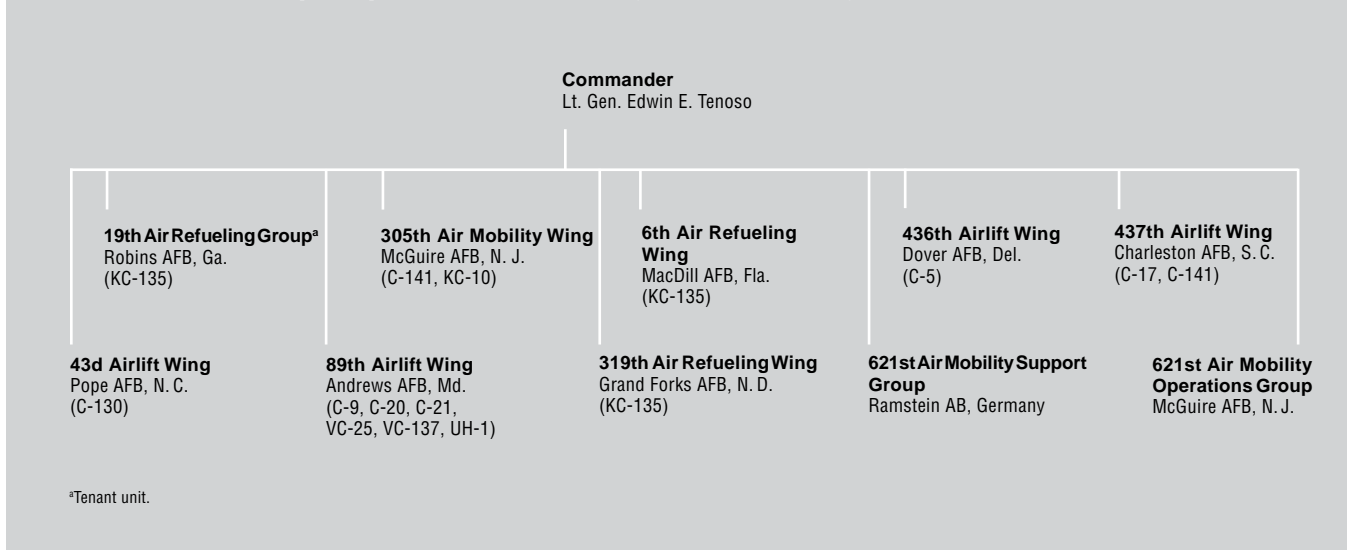 Commander
Lt. Gen. Edwin E. Tenoso
19th Air Refueling Groupᵃ
Robins AFB, Ga.
(KC-135)
305th Air Mobility Wing
McGuire AFB, N. J.
(C-141, KC-10)
6th Air Refueling
Wing
MacDill AFB, Fla.
(KC-135)
436th Airlift Wing
Dover AFB, Del.
(C-5)
437th Airlift Wing
Charleston AFB, S. C.
(C-17, C-141)
43d Airlift Wing
Pope AFB, N. C.
(C-130)
89th Airlift Wing
Andrews AFB, Md.
(C-9, C-20, C-21,
VC-25, VC-137, UH-1)
319th Air Refueling Wing
Grand Forks AFB, N. D.
(KC-135)
621st Air Mobility Support
Group
Ramstein AB, Germany
621st Air Mobility
Operations Group
McGuire AFB, N. J.
ᵃTenant unit.